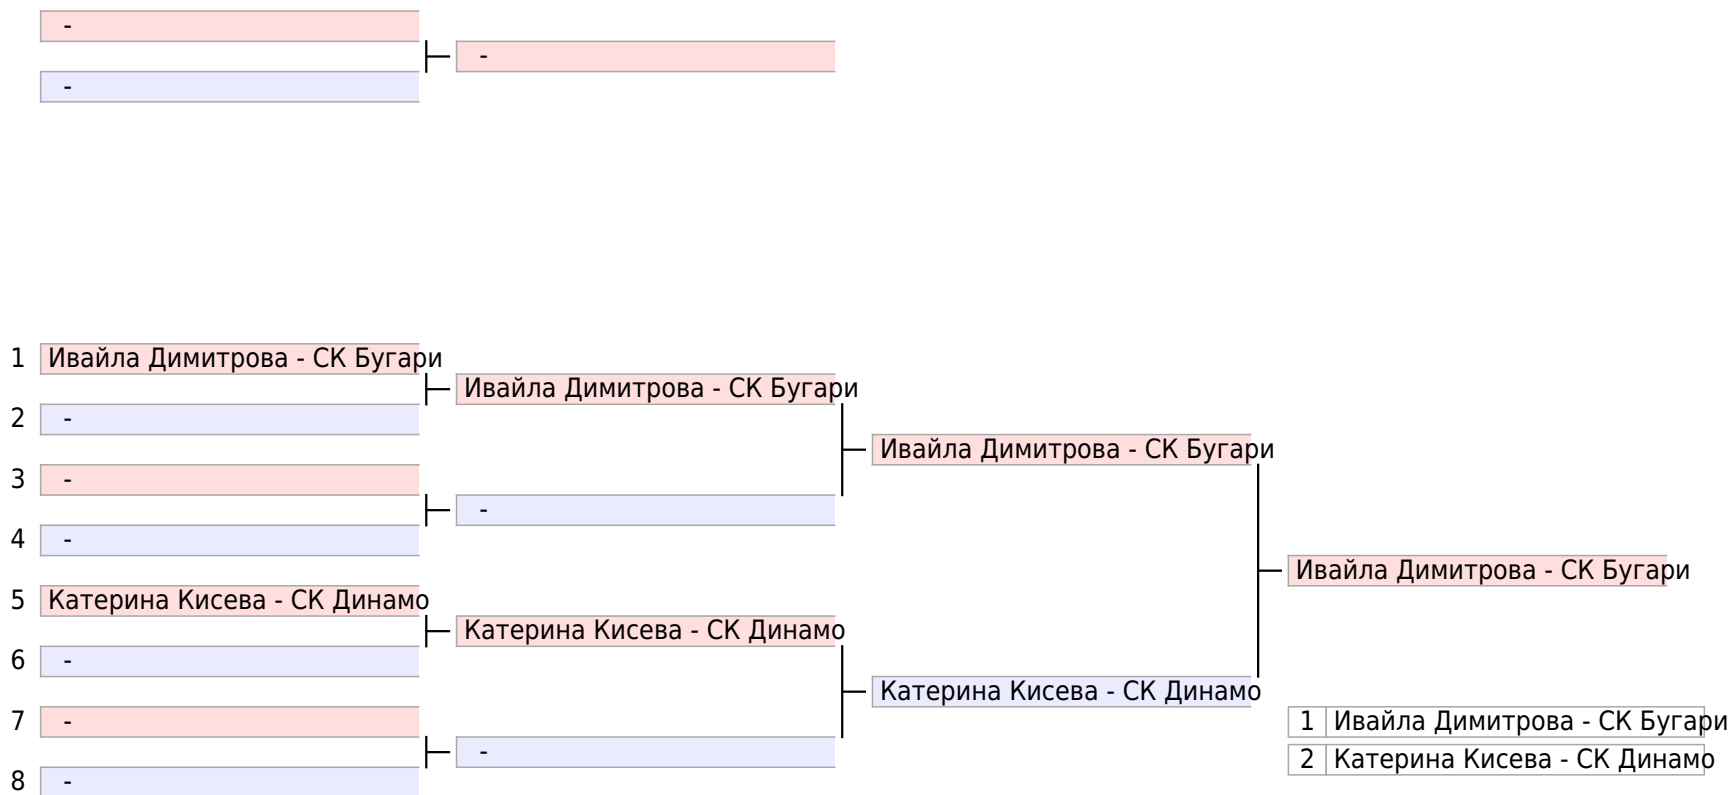 -
-
-
1 Ивайла Димитрова - СК Бугари
Ивайла Димитрова - СК Бугари
2 -
Ивайла Димитрова - СК Бугари
3 -
-
4 -
Ивайла Димитрова - СК Бугари
5 Катерина Кисева - СК Динамо
Катерина Кисева - СК Динамо
6 -
Катерина Кисева - СК Динамо
7 -
1 Ивайла Димитрова - СК Бугари
-
2 Катерина Кисева - СК Динамо
8 -